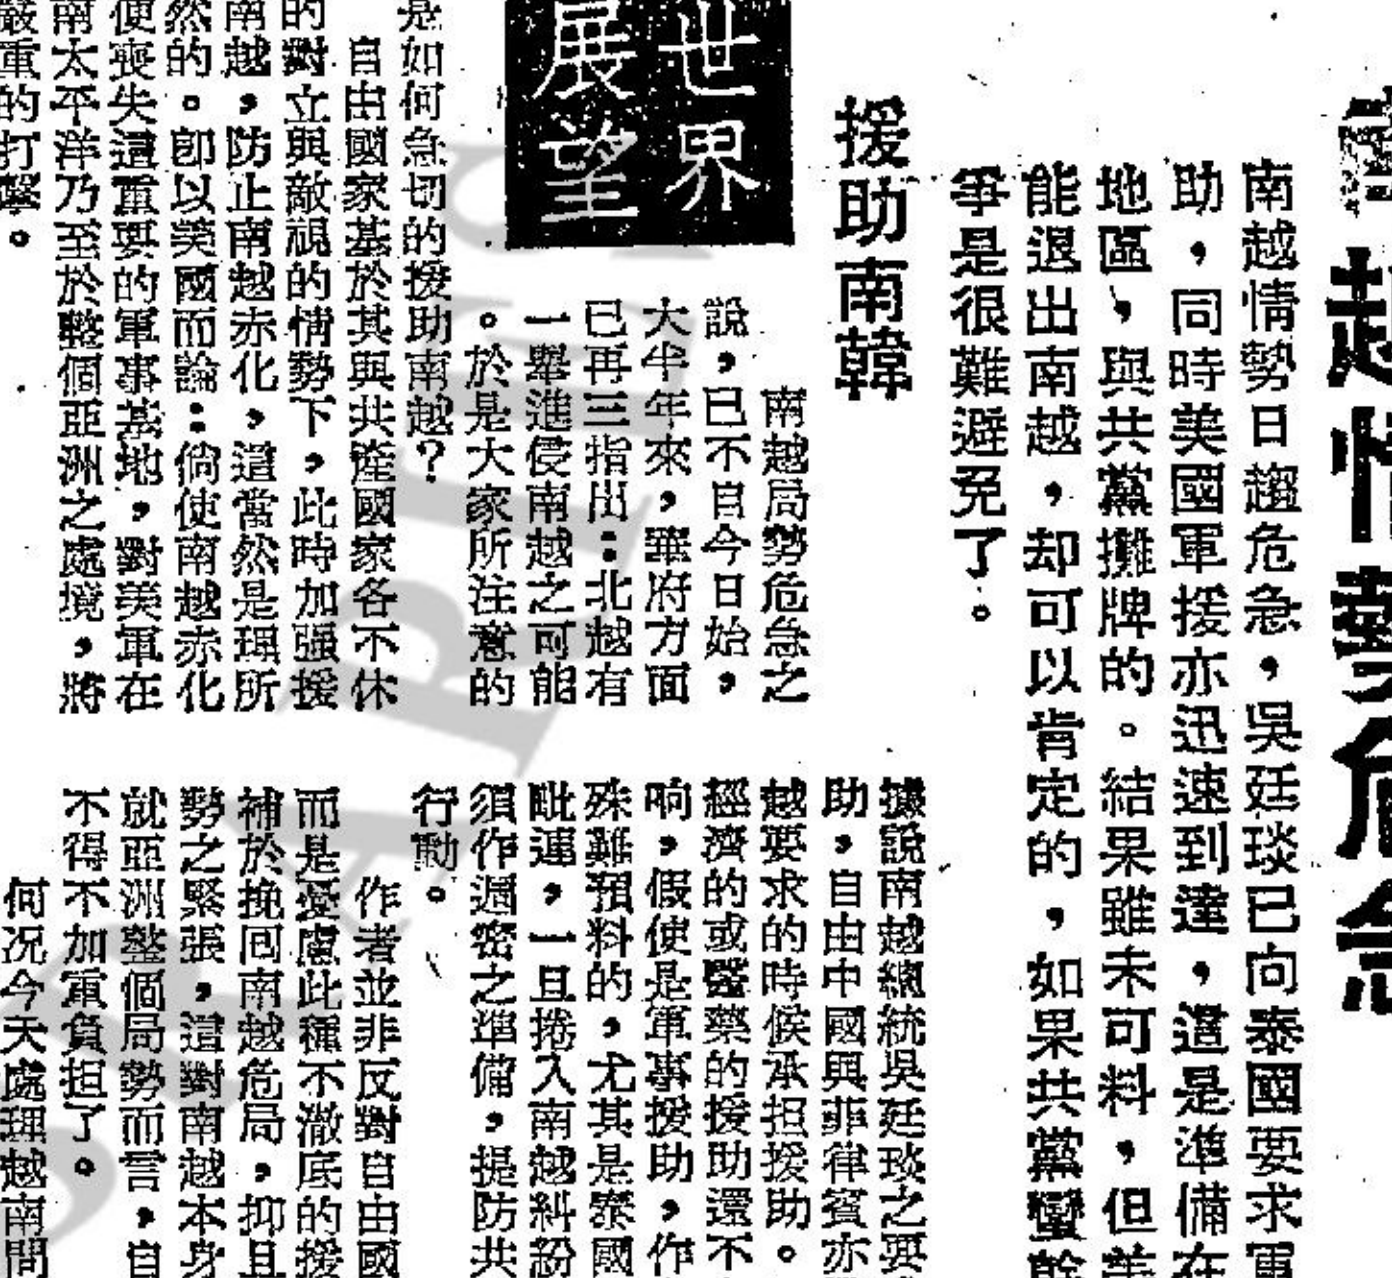 越情勢危急
南越情勢日趨危急，吳廷琰已向泰國要求軍
助，同時美國軍援亦迅速到達，這是準備在
地區，與共黨攤牌的。結果雖未可料，但美
能退出南越，却可以肯定的，如果共黨蠻幹
爭是很難避免了。
援助南韓
世界
展望
南越局勢危急之
說，已不自今日始，
大半年來，華府方面
已再三指出：北越有
一舉進侵南越之可能
。於是大家所注意的
是如何急切的援助南越？
自由國家基於其與共產國家各不休
的對立與敵視的情勢下，此時加强援
南越，防止南越赤化，這當然是理所
然的。卽以美國而論：倘使南越赤化
便喪失這重要的軍事基地，對美軍在
南太平洋乃至於整個亞洲之處境，將
嚴重的打擊。
據說南越總統吳廷琰之要
助，自由中國與菲律賓亦
越要求的時候承担援助。
經濟的或醫藥的援助還不
响，假使是軍事援助，作
殊難預料的，尤其是泰國
毗連，一旦捲入南越糾紛
須作週密之準備，提防共
行動。
作者並非反對自由國
而是憂慮此種不澈底的援
補於挽回南越危局，抑且
勢之緊張，這對南越本身
就亞洲整個局勢而言，自
不得不加重負担了。
何况今天處理越南問